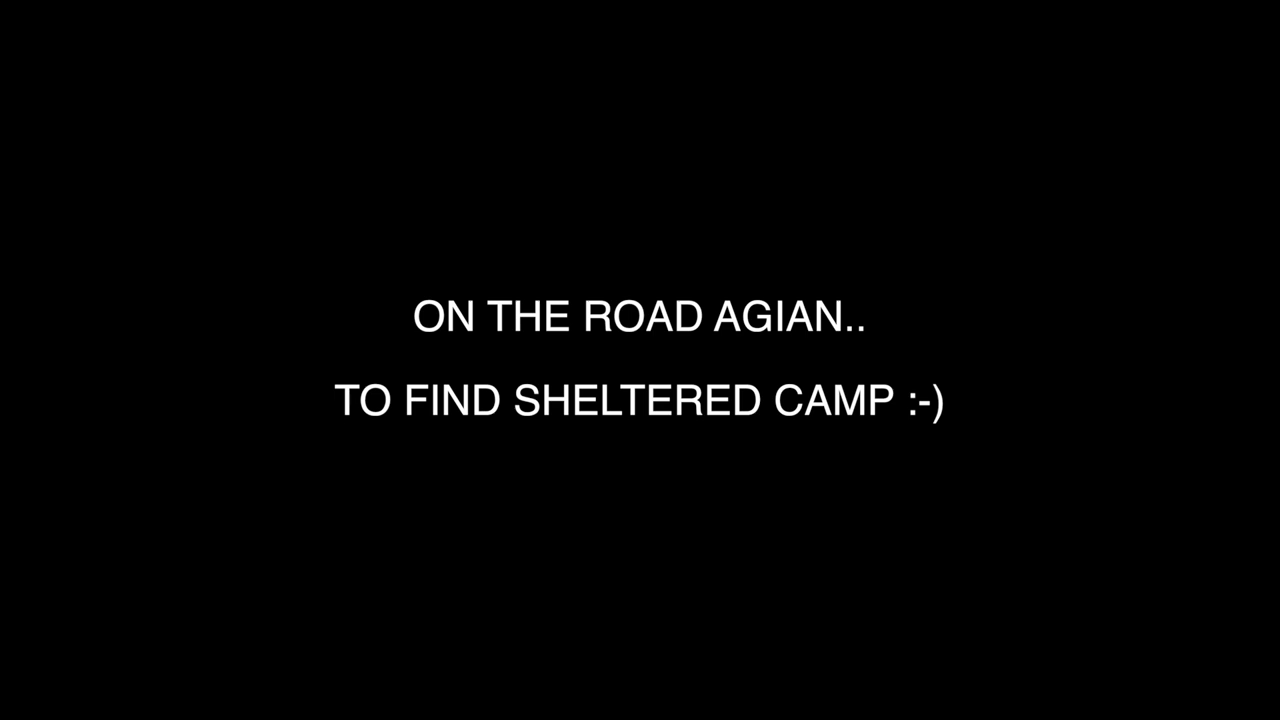 ON THE ROAD AGIAN..
TO FIND SHELTERED CAMP :-)